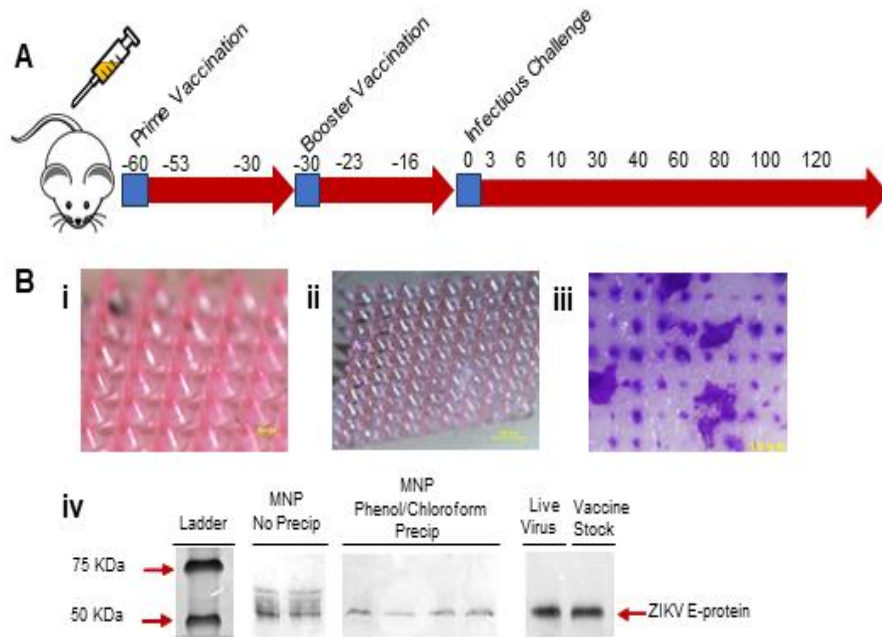 A
Prime Vaccination
Booster Vaccination
Infectious Challenge
-60 -53 -30 -30 -23 -16 0 3 6 10 30 40 60 80 100 120
B
i
ii
iii
iv
Ladder
MNP
No Precip
MNP
Phenol/Chloroform
Precip
Live
Virus
Vaccine
Stock
75 KDa
50 KDa
ZIKV E-protein